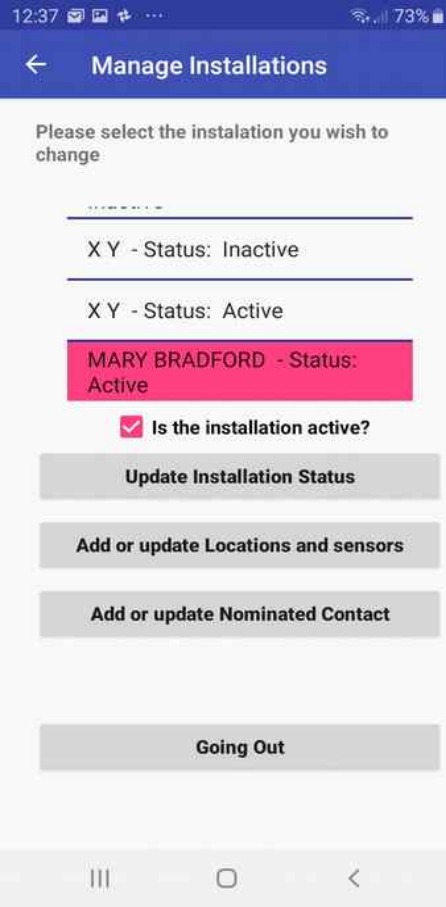 12:37 ... 73%
Manage Installations
Please select the instalation you wish to
change
X Y - Status: Inactive
X Y - Status: Active
MARY BRADFORD - Status:
Active
Is the installation active?
Update Installation Status
Add or update Locations and sensors
Add or update Nominated Contact
Going Out